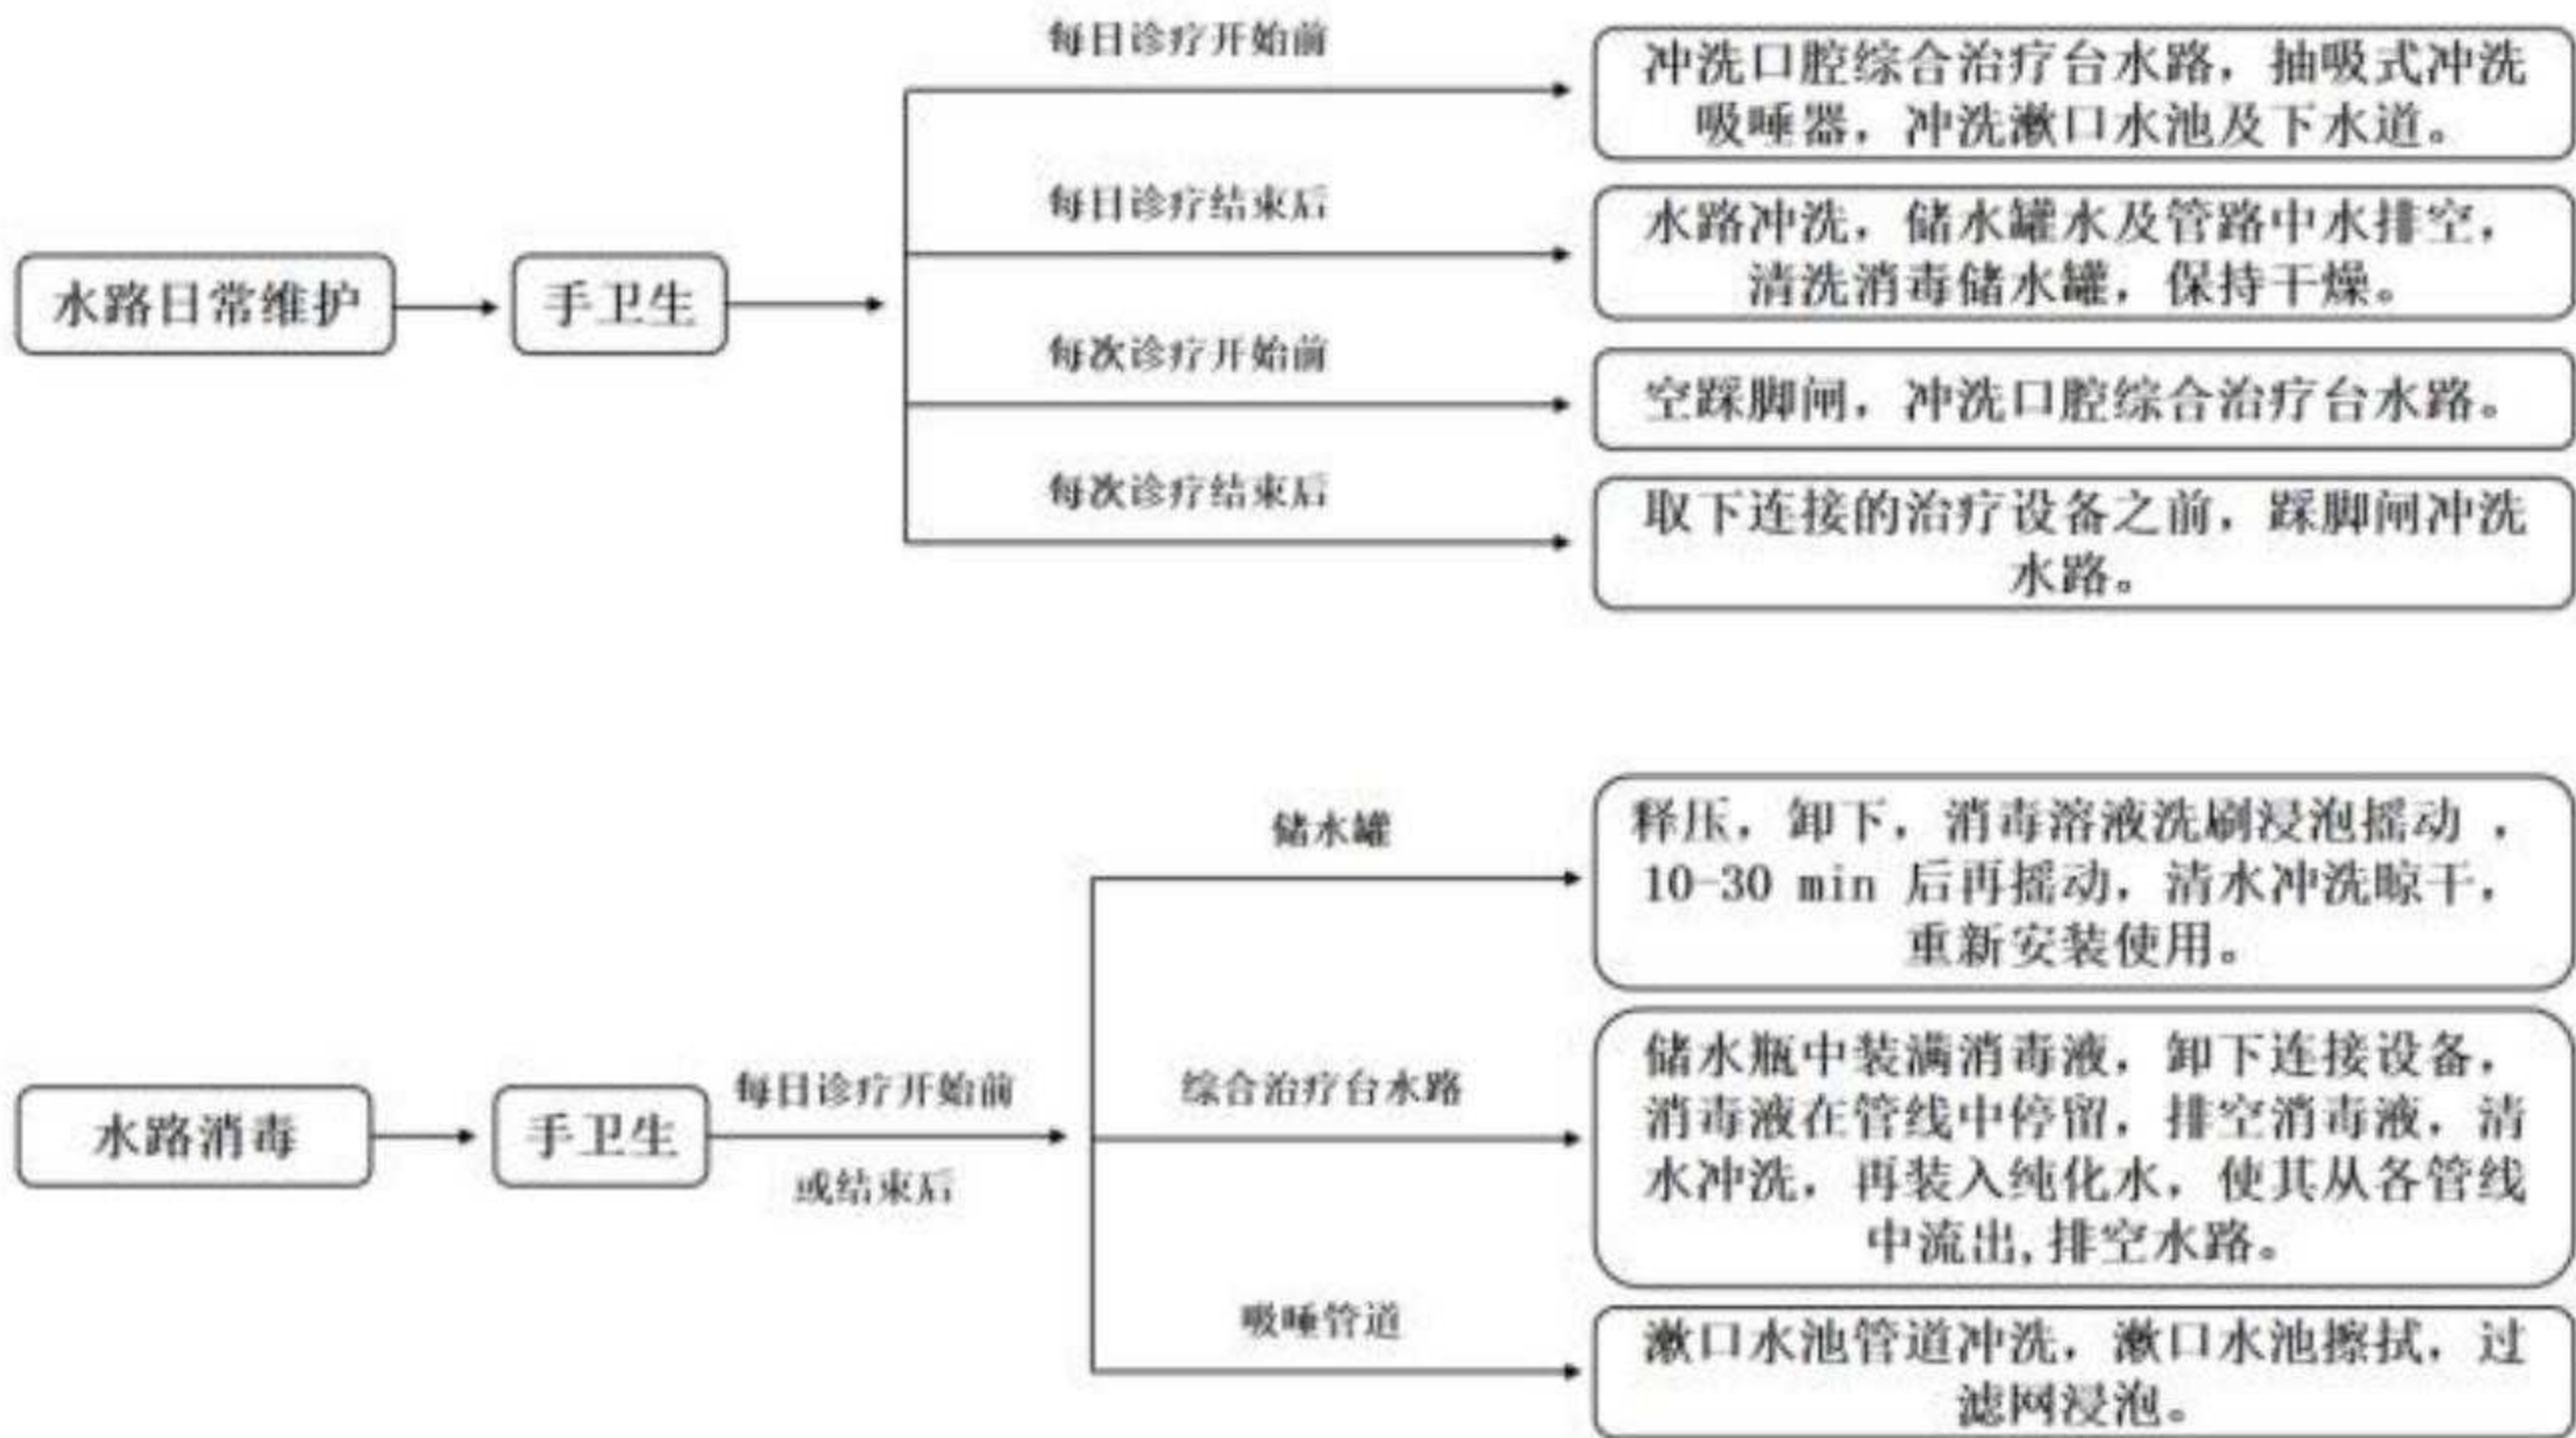 水路日常维护
手卫生
每日诊疗开始前
冲洗口腔综合治疗台水路，抽吸式冲洗
吸唾器，冲洗漱口水池及下水道。
每日诊疗结束后
水路冲洗，储水罐水及管路中水排空，
清洗消毒储水罐，保持干燥。
每次诊疗开始前
空踩脚闸，冲洗口腔综合治疗台水路。
每次诊疗结束后
取下连接的治疗设备之前，踩脚闸冲洗
水路。
水路消毒
手卫生
每日诊疗开始前
或结束后
储水罐
释压，卸下，消毒溶液洗刷浸泡摇动，
10-30 min 后再摇动，清水冲洗晾干，
重新安装使用。
综合治疗台水路
储水瓶中装满消毒液，卸下连接设备，
消毒液在管线中停留，排空消毒液，清
水冲洗，再装入纯化水，使其从各管线
中流出,排空水路。
吸唾管道
漱口水池管道冲洗，漱口水池擦拭，过
滤网浸泡。